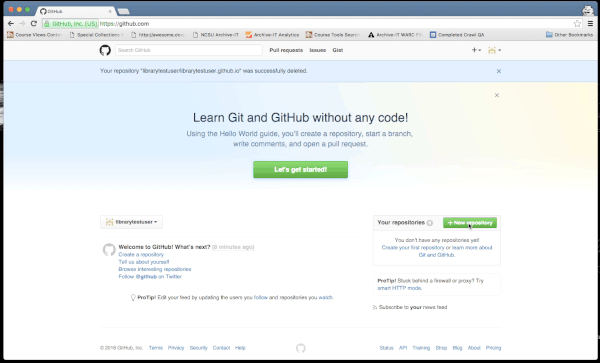 GitHub
GitHub, Inc. [US] https://github.com
Course Views Conte Special Collections http://awesome.cc NCSU Archive-IT Archive-IT Analytics Course Tools Search Archive-IT WARC F Completed Crawl QA Other Bookmarks
Search GitHub Pull requests Issues Gist
Your repository "librarytestuser/librarytestuser.github.io" was successfully deleted.
Learn Git and GitHub without any code!
Using the Hello World guide, you'll create a repository, start a branch,
write comments, and open a pull request.
Let's get started!
librarytestuser
Your repositories 0 + New repository
You don't have any repositories yet!
Create your first repository or learn more about
Git and GitHub.
Welcome to GitHub! What's next? (8 minutes ago)
Create a repository
Tell us about yourself
Browse interesting repositories
Follow @github on Twitter
ProTip! Edit your feed by updating the users you follow and repositories you watch.
ProTip! Stuck behind a firewall or proxy? Try
smart HTTP mode.
Subscribe to your news feed
© 2016 GitHub, Inc. Terms Privacy Security Contact Help
Status API Training Shop Blog About Pricing